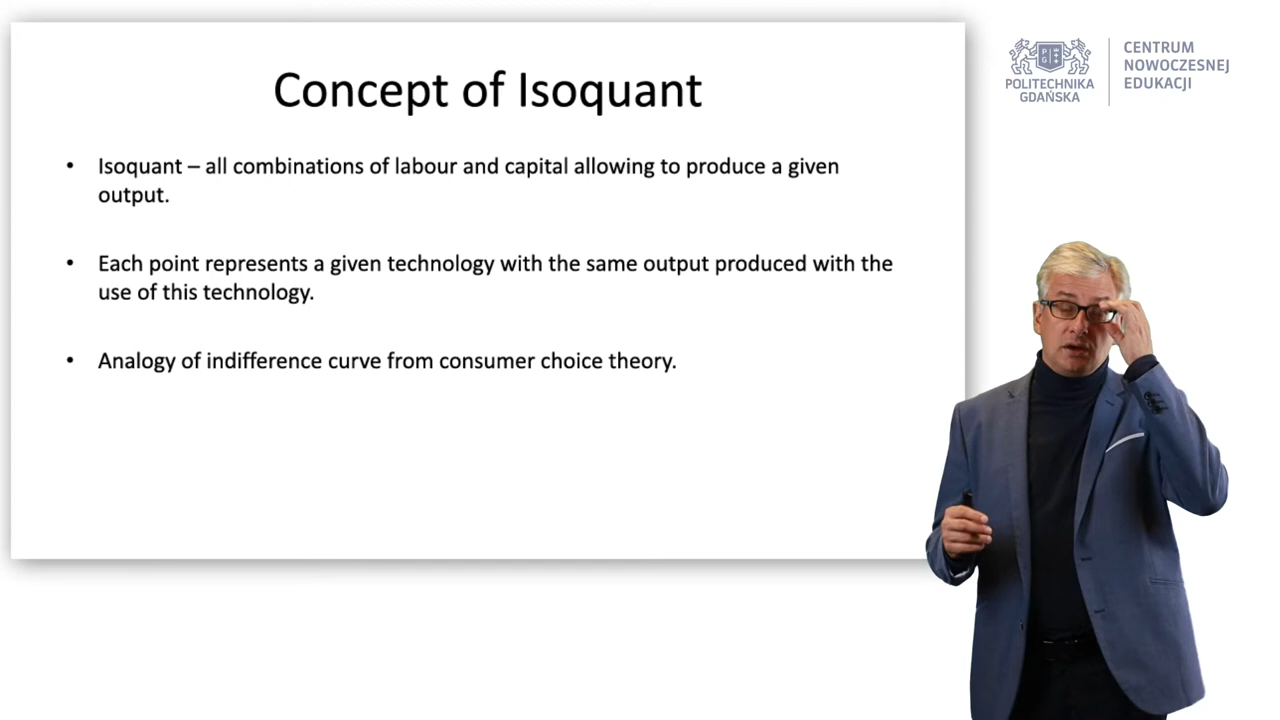 Concept of Isoquant
• Isoquant – all combinations of labour and capital allowing to produce a given
output.
• Each point represents a given technology with the same output produced with the
use of this technology.
• Analogy of indifference curve from consumer choice theory.
P G
POLITECHNIKA
GDAŃSKA
CENTRUM
NOWOCZESNEJ
EDUKACJI